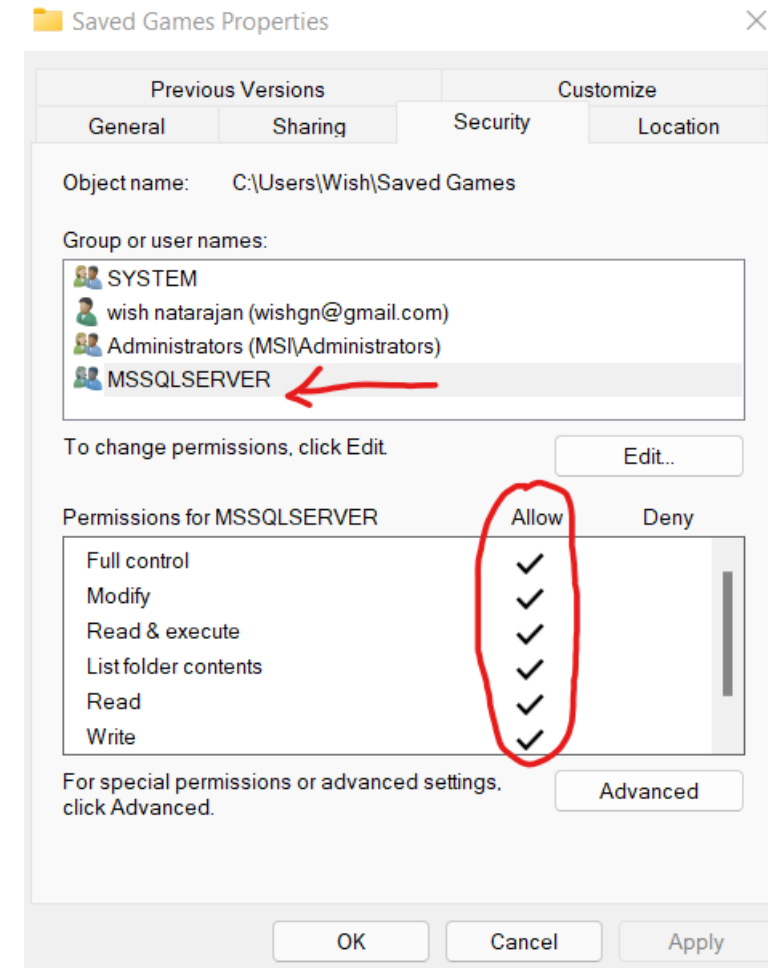 Saved Games Properties
Previous Versions Customize
General Sharing Security Location
Object name: C:\Users\Wish\Saved Games
Group or user names:
SYSTEM
wish natarajan (wishgn@gmail.com)
Administrators (MSI\Administrators)
MSSQLSERVER
To change permissions, click Edit.
Edit...
Permissions for MSSQLSERVER Allow Deny
Full control
Modify
Read & execute
List folder contents
Read
Write
For special permissions or advanced settings,
click Advanced.
Advanced
OK Cancel Apply